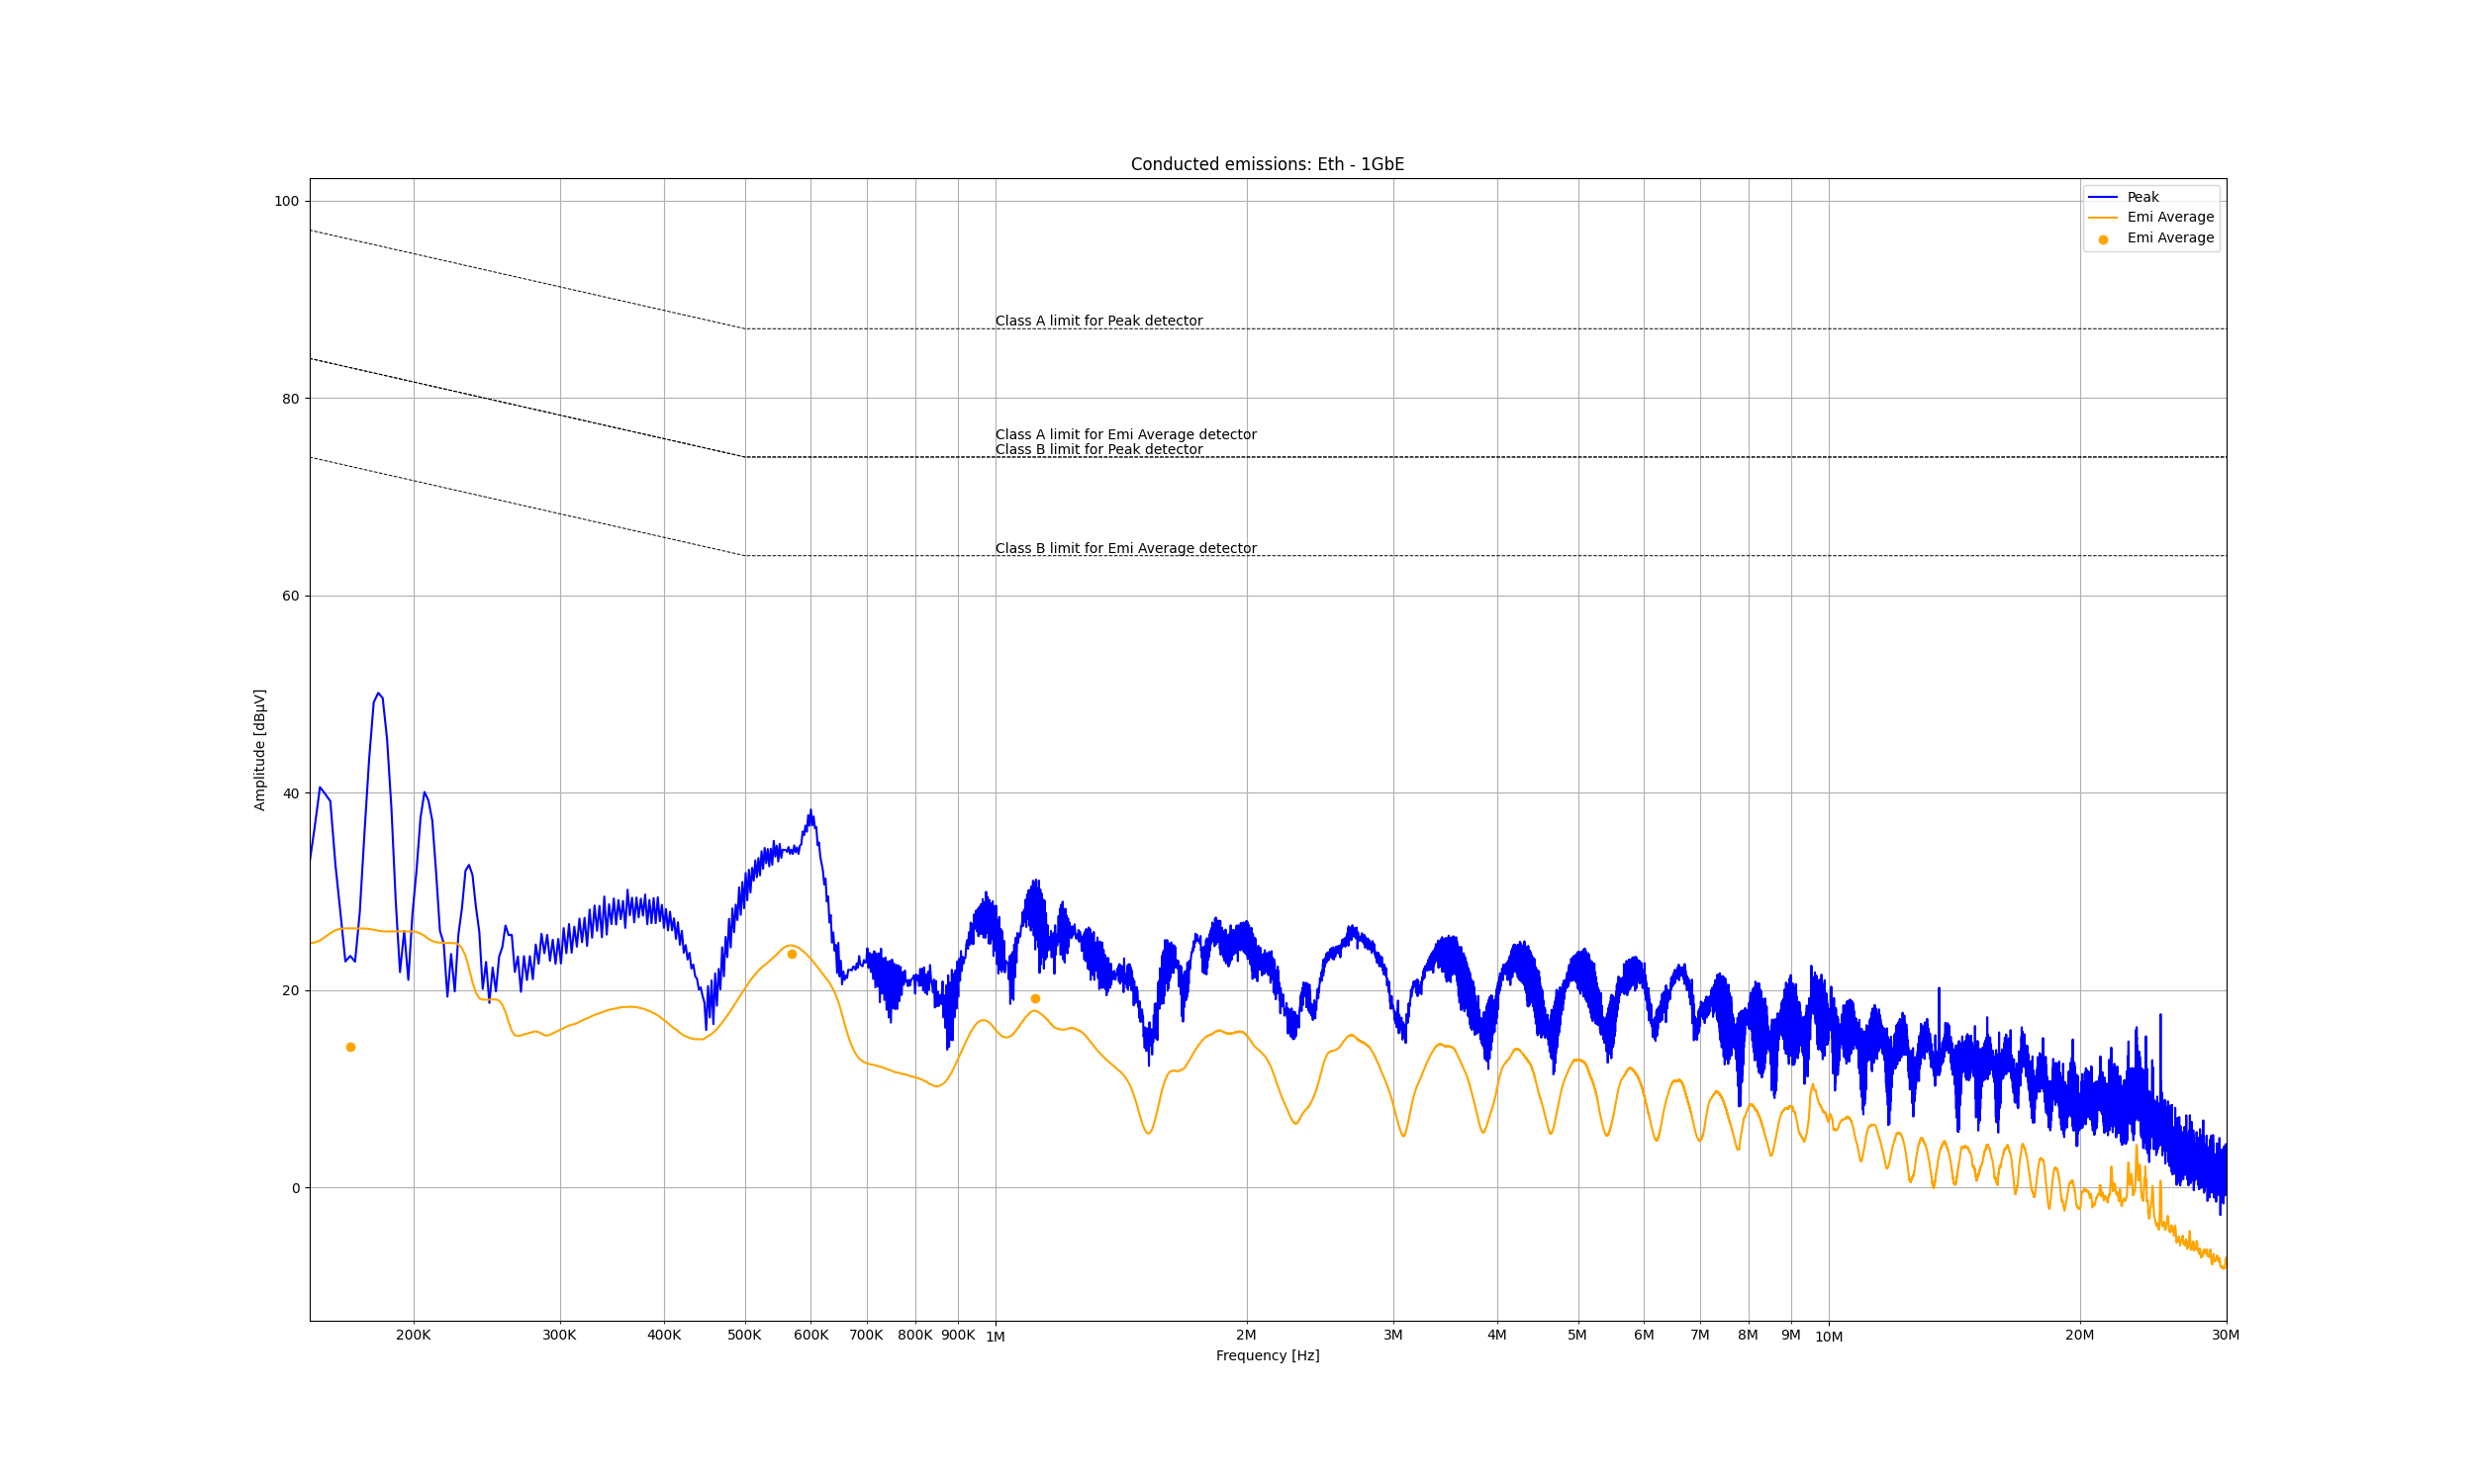 Conducted emissions: Eth - 1GbE
Peak
Emi Average
Emi Average
100
80
60
40
20
0
Amplitude [dBµV]
Class A limit for Peak detector
Class A limit for Emi Average detector
Class B limit for Peak detector
Class B limit for Emi Average detector
200K 300K 400K 500K 600K 700K 800K 900K 1M 2M 3M 4M 5M 6M 7M 8M 9M 10M 20M 30M
Frequency [Hz]